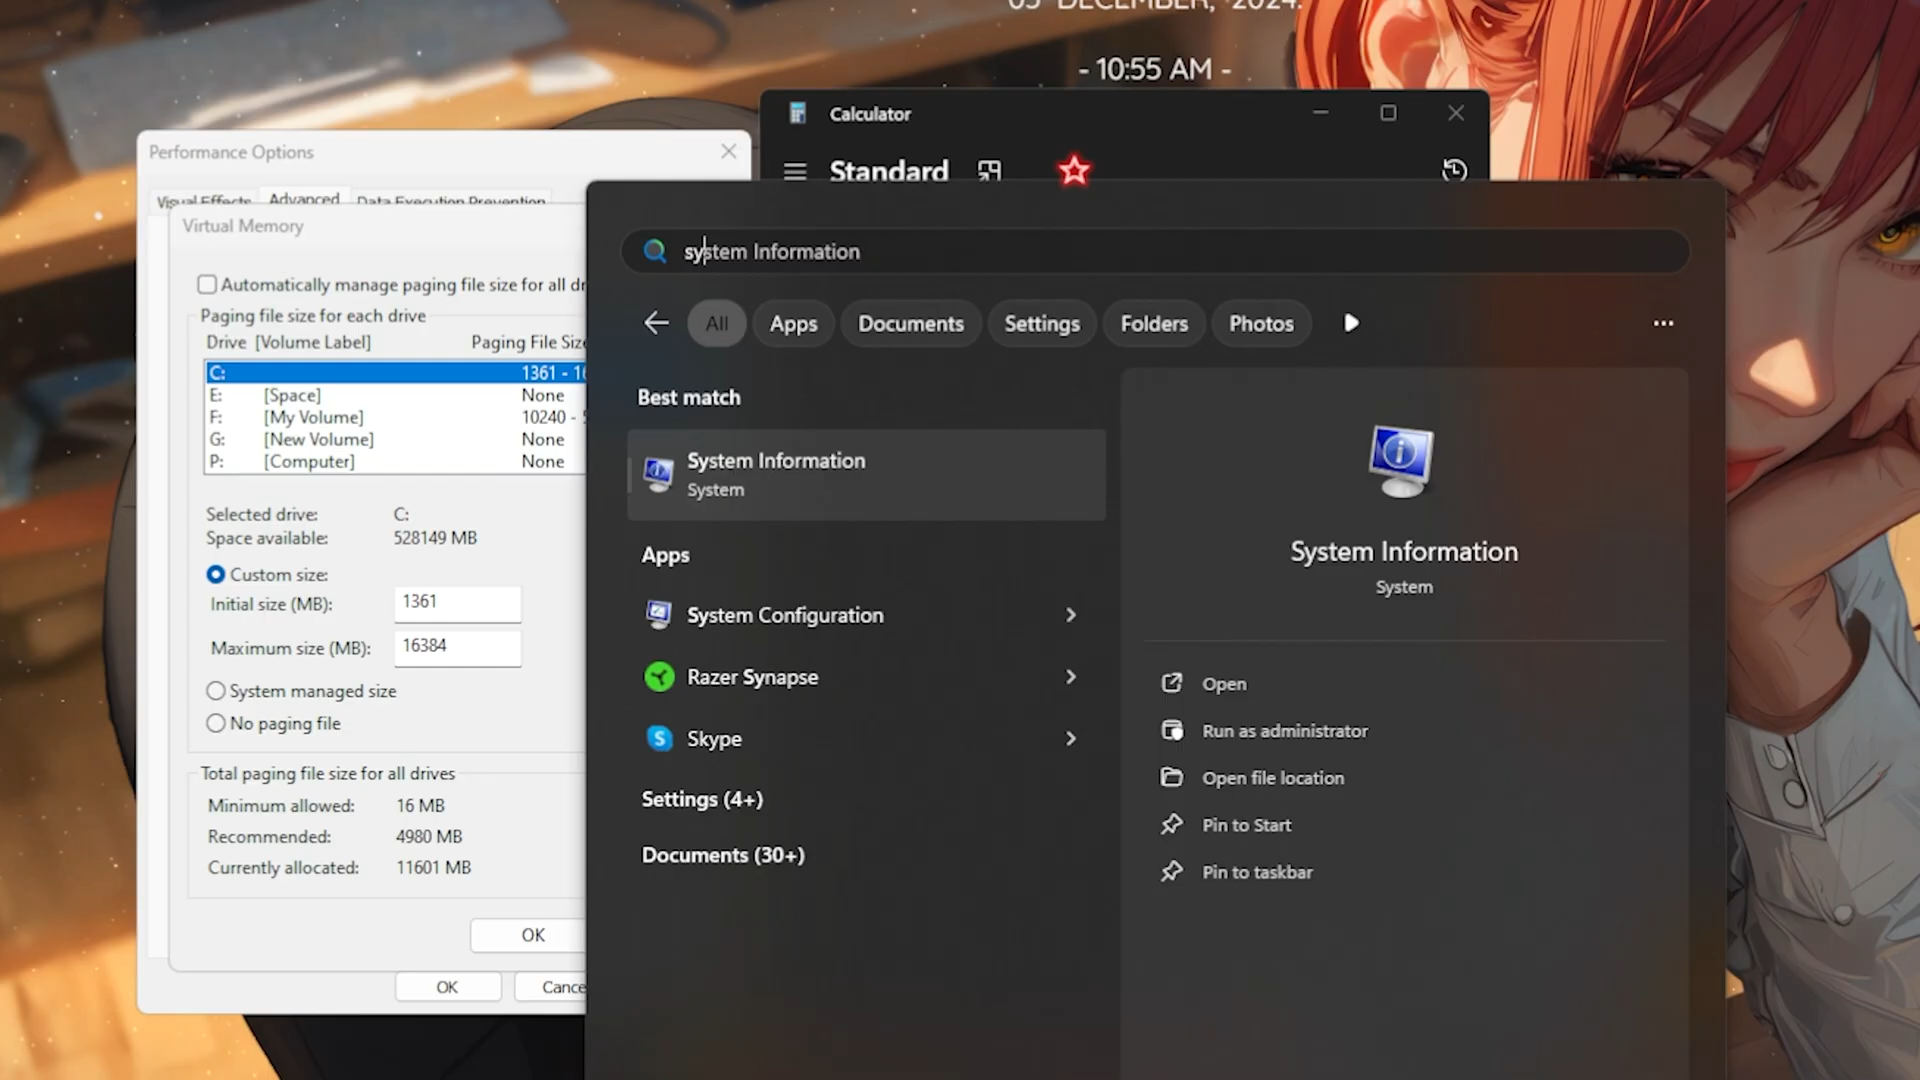 05 DECEMBER, 2024.
- 10:55 AM -
Calculator
Standard
Performance Options
Visual Effects
Advanced
Data Execution Prevention
Virtual Memory
Automatically manage paging file size for all
Paging file size for each drive
Drive [Volume Label]
Paging File Size
C:
1361 - 16
E: [Space] None
F: [My Volume] 10240 -
G: [New Volume] None
P: [Computer] None
Selected drive: C:
Space available: 528149 MB
Custom size:
Initial size (MB): 1361
Maximum size (MB): 16384
System managed size
No paging file
Total paging file size for all drives
Minimum allowed: 16 MB
Recommended: 4980 MB
Currently allocated: 11601 MB
OK
OK
Cance
system Information
All
Apps
Documents
Settings
Folders
Photos
Best match
System Information
System
Apps
System Configuration
Razer Synapse
Skype
Settings (4+)
Documents (30+)
System Information
System
Open
Run as administrator
Open file location
Pin to Start
Pin to taskbar